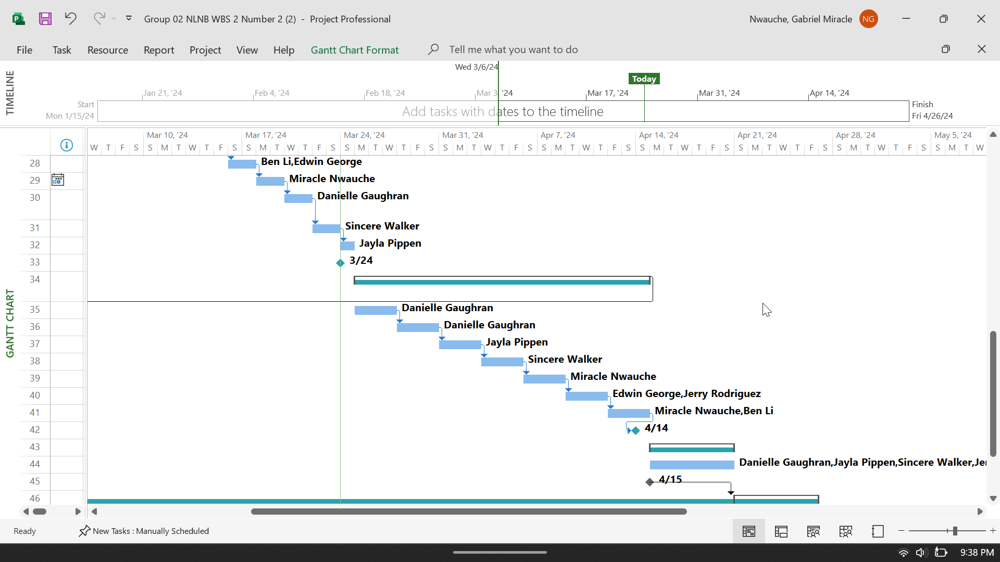 Group 02 NLNB WBS 2 Number 2 (2) - Project Professional
Nwauche, Gabriel Miracle NG
File Task Resource Report Project View Help Gantt Chart Format Tell me what you want to do
TIMELINE
Wed 3/6/24
Today
Jan 21, '24 Feb 4, '24 Feb 18, '24 Mar 3, '24 Mar 17, '24 Mar 31, '24 Apr 14, '24
Start
Mon 1/15/24
Add tasks with dates to the timeline
Finish
Fri 4/26/24
GANTT CHART
Mar 10, '24 Mar 17, '24 Mar 24, '24 Mar 31, '24 Apr 7, '24 Apr 14, '24 Apr 21, '24 Apr 28, '24 May 5, '24
W T F S S M T W T F S S M T W T F S S M T W T F S S M T W T F S S M T W T F S S M T W T F S S M T W T F S S M T W T F S S M T W
28 Ben Li,Edwin George
29 Miracle Nwauche
30 Danielle Gaughran
31 Sincere Walker
32 Jayla Pippen
33 3/24
34
35 Danielle Gaughran
36 Danielle Gaughran
37 Jayla Pippen
38 Sincere Walker
39 Miracle Nwauche
40 Edwin George,Jerry Rodriguez
41 Miracle Nwauche,Ben Li
42 4/14
43
44 Danielle Gaughran,Jayla Pippen,Sincere Walker,Jer
45 4/15
46
Ready New Tasks : Manually Scheduled
9:38 PM